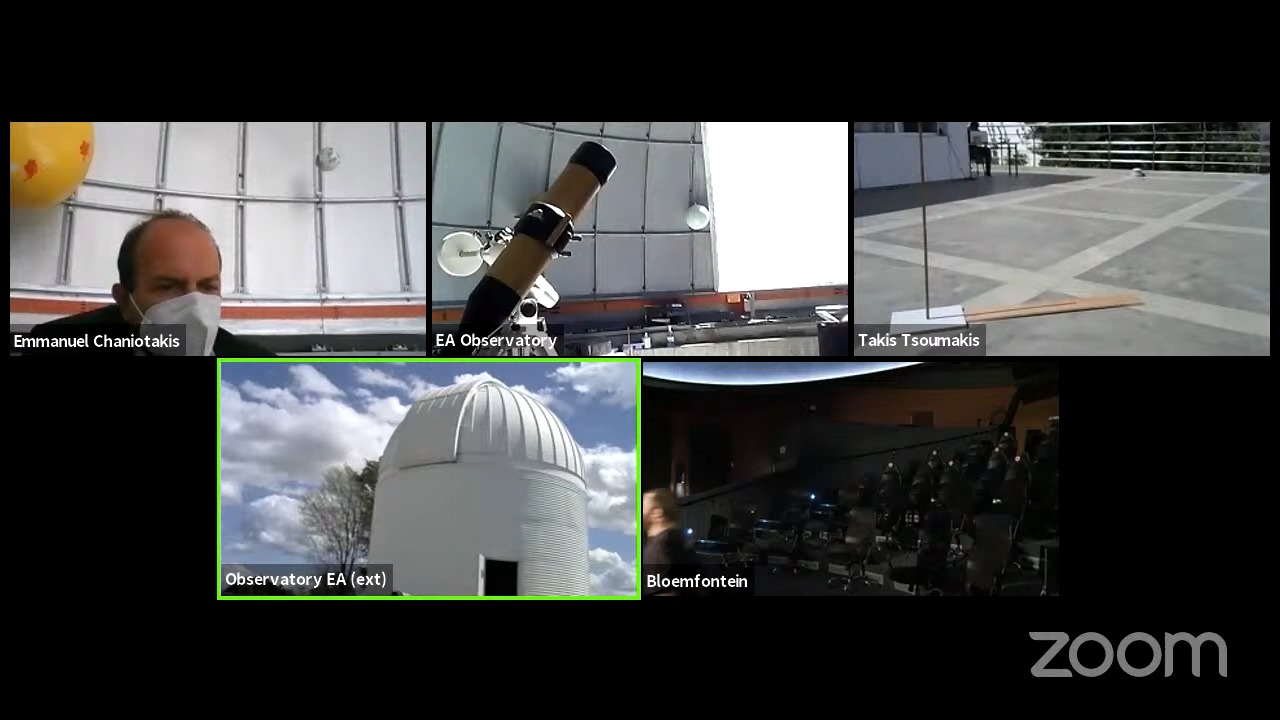 Emmanuel Chaniotakis
EA Observatory
Takis Tsoumakis
Observatory EA (ext)
Bloemfontein
zoom